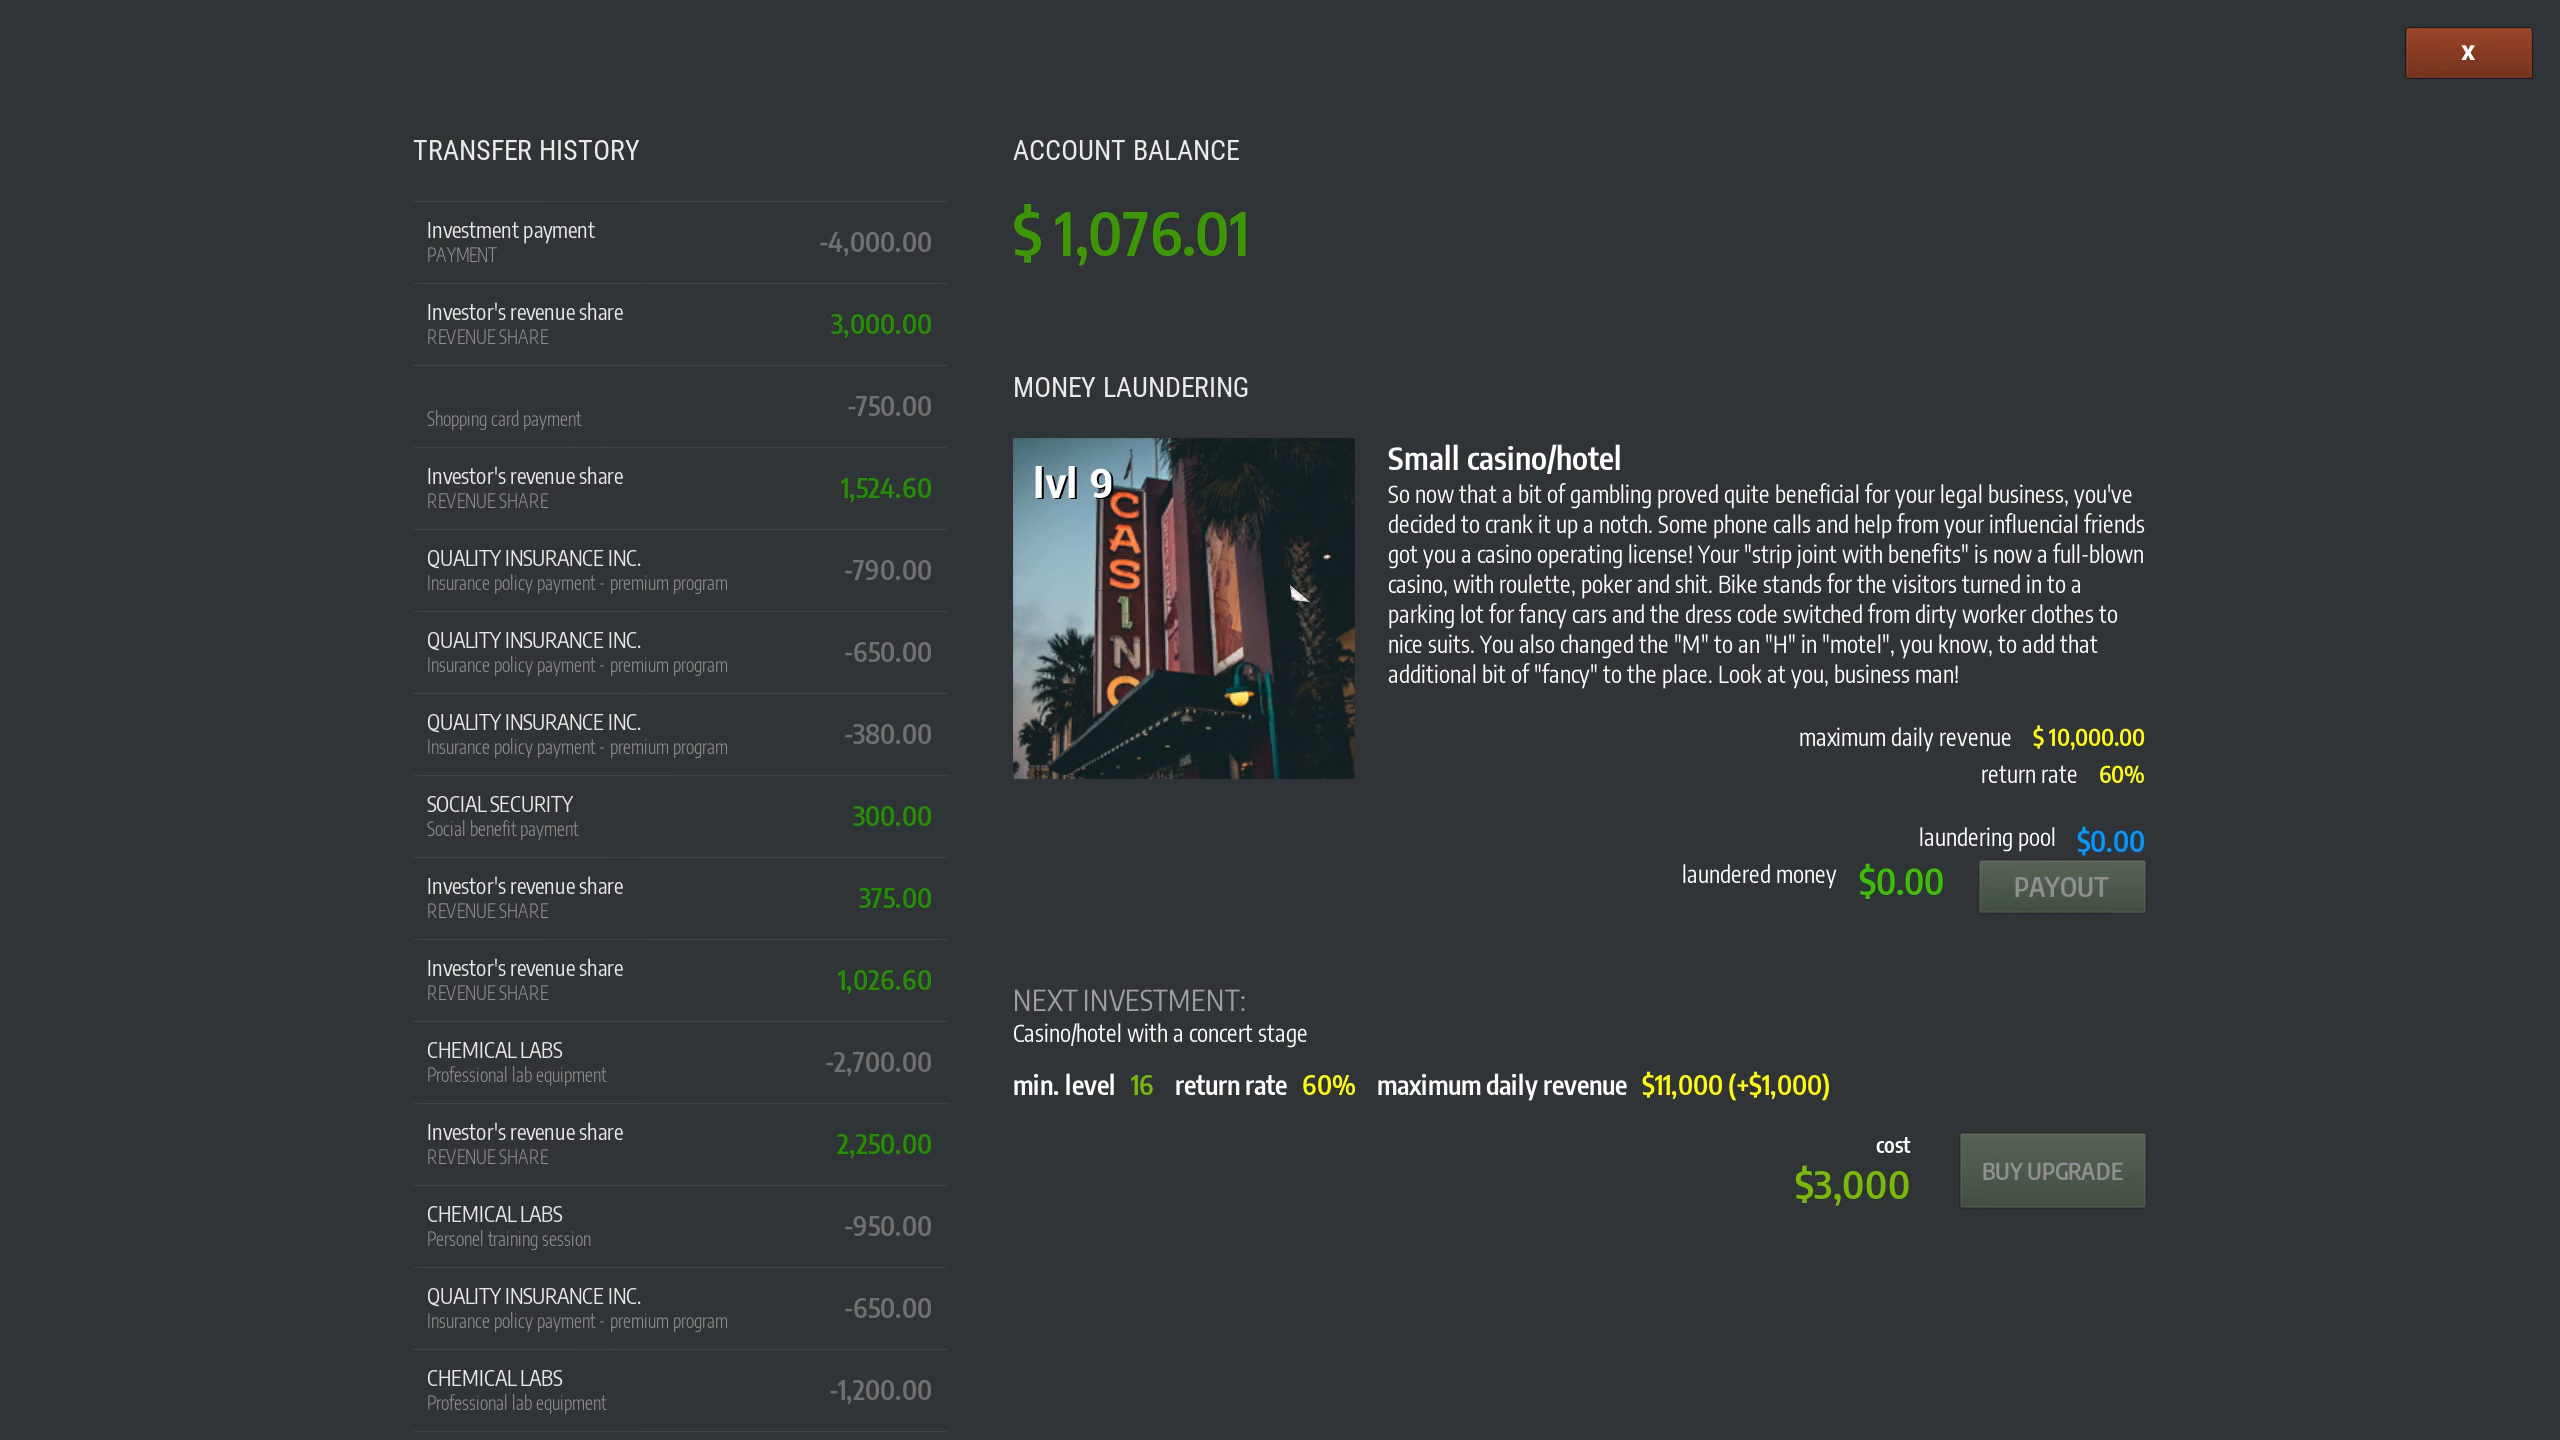 X
TRANSFER HISTORY
Investment payment
PAYMENT
-4,000.00
Investor's revenue share
REVENUE SHARE
3,000.00
Shopping card payment
-750.00
Investor's revenue share
REVENUE SHARE
1,524.60
QUALITY INSURANCE INC.
Insurance policy payment - premium program
-790.00
QUALITY INSURANCE INC.
Insurance policy payment - premium program
-650.00
QUALITY INSURANCE INC.
Insurance policy payment - premium program
-380.00
SOCIAL SECURITY
Social benefit payment
300.00
Investor's revenue share
REVENUE SHARE
375.00
Investor's revenue share
REVENUE SHARE
1,026.60
CHEMICAL LABS
Professional lab equipment
-2,700.00
Investor's revenue share
REVENUE SHARE
2,250.00
CHEMICAL LABS
Personel training session
-950.00
QUALITY INSURANCE INC.
Insurance policy payment - premium program
-650.00
CHEMICAL LABS
Professional lab equipment
-1,200.00
ACCOUNT BALANCE
$ 1,076.01
MONEY LAUNDERING
lvl 9
CASINO
Small casino/hotel
So now that a bit of gambling proved quite beneficial for your legal business, you've
decided to crank it up a notch. Some phone calls and help from your influencial friends
got you a casino operating license! Your "strip joint with benefits" is now a full-blown
casino, with roulette, poker and shit. Bike stands for the visitors turned in to a
parking lot for fancy cars and the dress code switched from dirty worker clothes to
nice suits. You also changed the "M" to an "H" in "motel", you know, to add that
additional bit of "fancy" to the place. Look at you, business man!
maximum daily revenue $ 10,000.00
return rate 60%
laundering pool $0.00
laundered money $0.00 PAYOUT
NEXT INVESTMENT:
Casino/hotel with a concert stage
min. level 16 return rate 60% maximum daily revenue $11,000 (+$1,000)
cost
$3,000
BUY UPGRADE